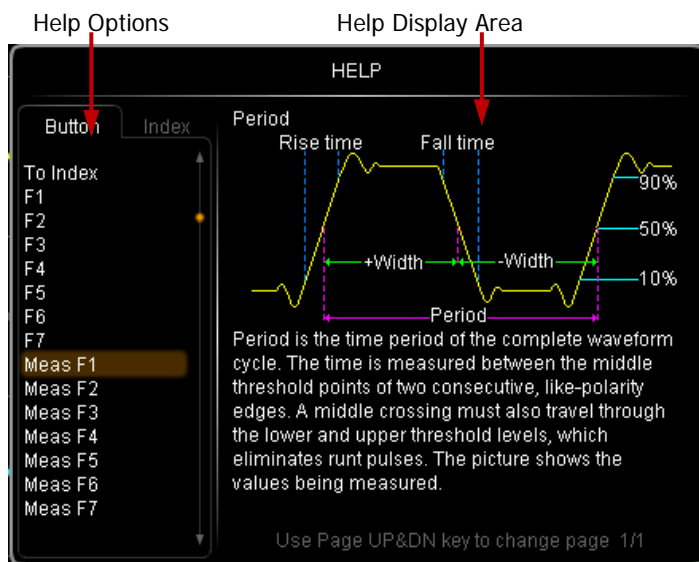 Help Options
Help Display Area
HELP
Button
Index
To Index
F1
F2
F3
F4
F5
F6
F7
Meas F1
Meas F2
Meas F3
Meas F4
Meas F5
Meas F6
Meas F7
Period
Rise time
Fall time
90%
50%
+Width
-Width
10%
Period
Period is the time period of the complete waveform
cycle. The time is measured between the middle
threshold points of two consecutive, like-polarity
edges. A middle crossing must also travel through
the lower and upper threshold levels, which
eliminates runt pulses. The picture shows the
values being measured.
Use Page UP&DN key to change page 1/1